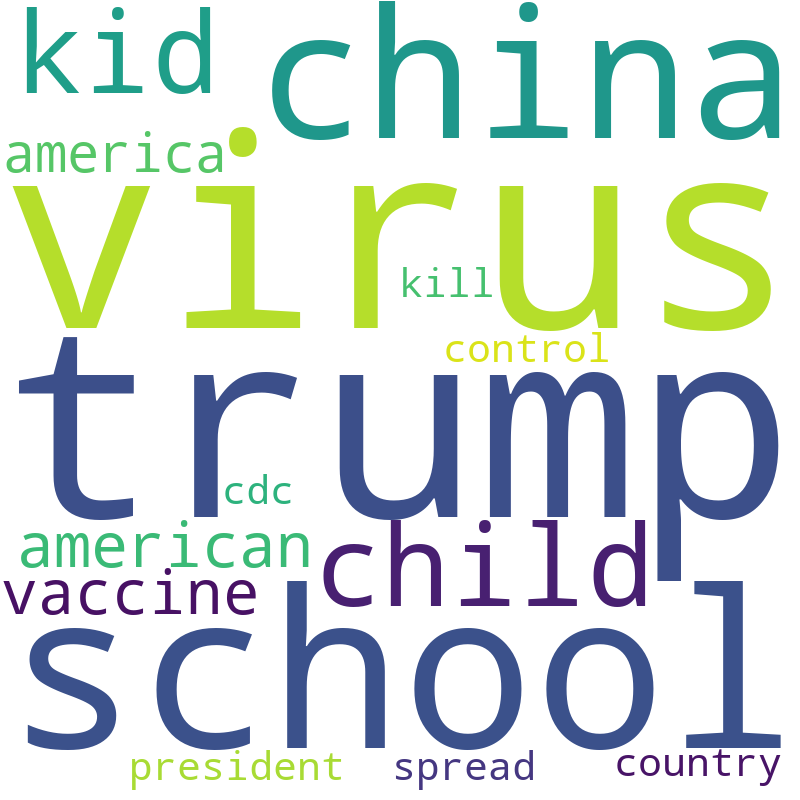 kid china
america
virus
kill
control
trump
cdc
american child
vaccine
school
president spread country